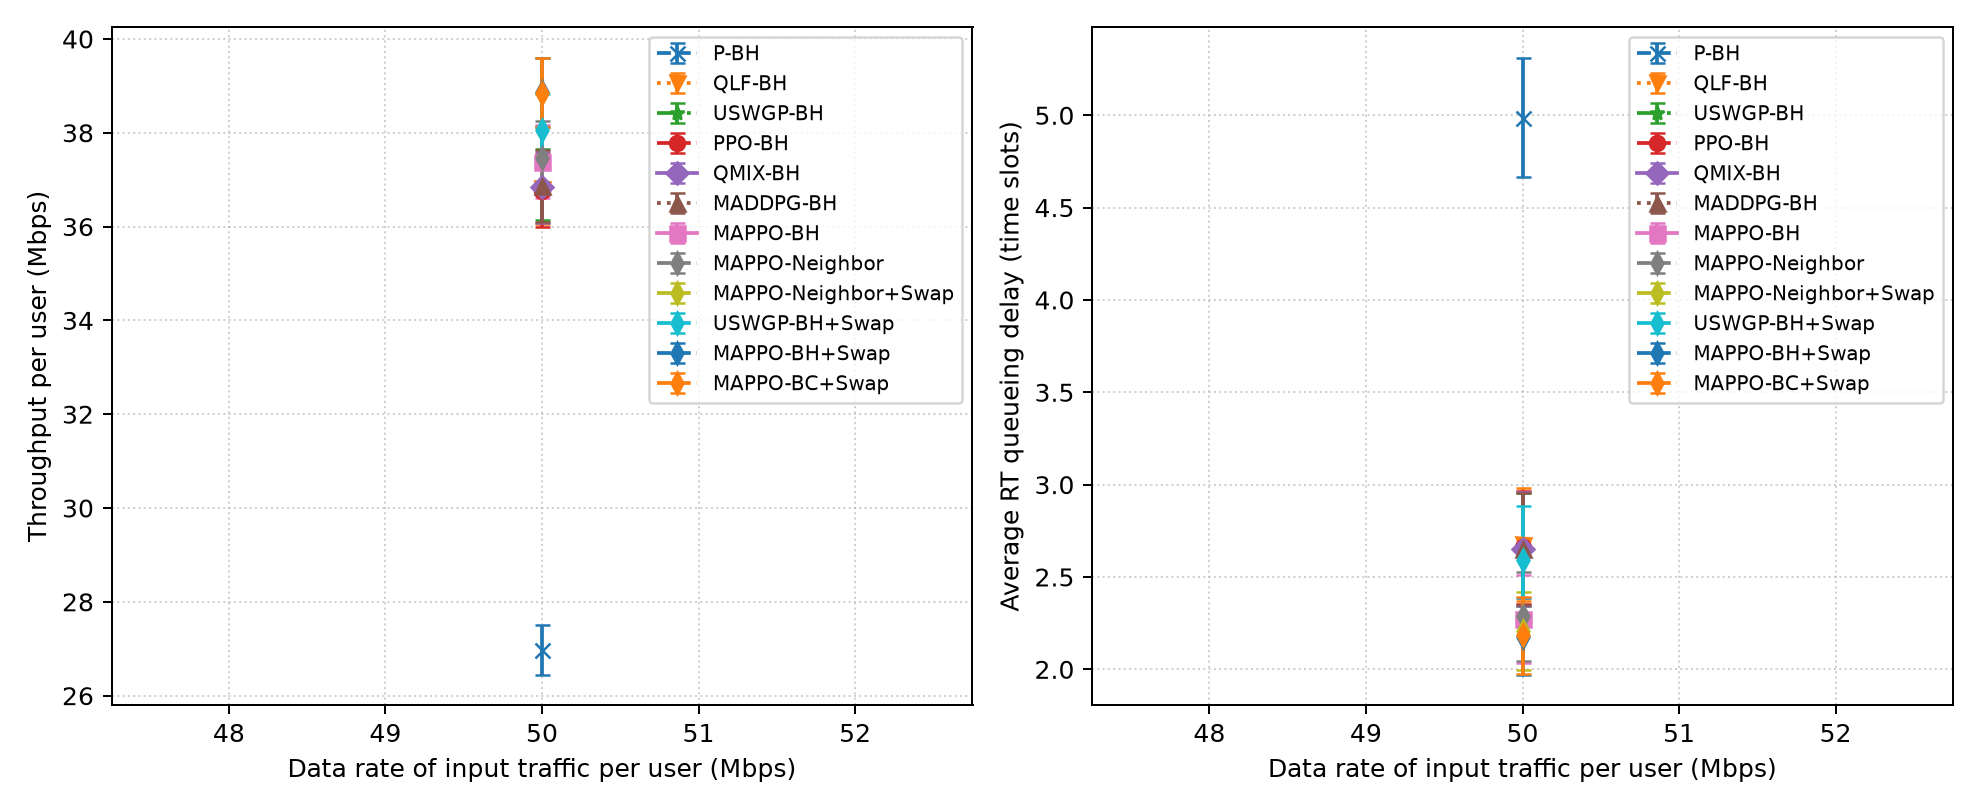 40
38
36
34
32
30
28
26
Throughput per user (Mbps)
48
49
50
51
52
Data rate of input traffic per user (Mbps)
P-BH
QLF-BH
USWGP-BH
PPO-BH
QMIX-BH
MADDPG-BH
MAPPO-BH
MAPPO-Neighbor
MAPPO-Neighbor+Swap
USWGP-BH+Swap
MAPPO-BH+Swap
MAPPO-BC+Swap
5.0
4.5
4.0
3.5
3.0
2.5
2.0
Average RT queueing delay (time slots)
48
49
50
51
52
Data rate of input traffic per user (Mbps)
P-BH
QLF-BH
USWGP-BH
PPO-BH
QMIX-BH
MADDPG-BH
MAPPO-BH
MAPPO-Neighbor
MAPPO-Neighbor+Swap
USWGP-BH+Swap
MAPPO-BH+Swap
MAPPO-BC+Swap